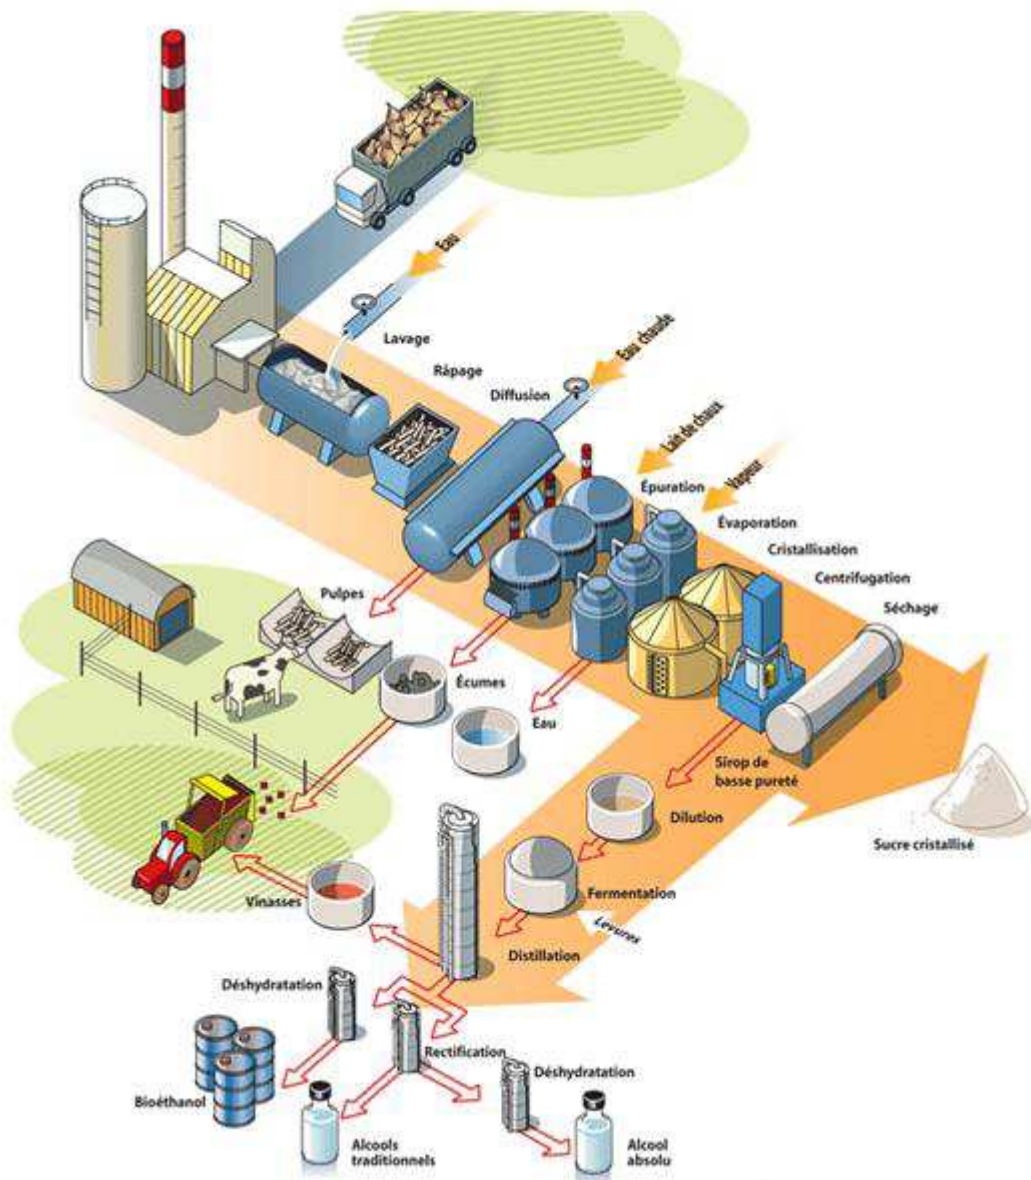 Eau
Lavage
Râpage
Eau chaude
Diffusion
Lait de chaux
Épuration
Vapeur
Évaporation
Cristallisation
Centrifugation
Séchage
Pulpes
Écumes
Eau
Sirop de
basse pureté
Dilution
Sucre cristallisé
Fermentation
Levures
Vinasses
Distillation
Déshydratation
Rectification
Déshydratation
Bioéthanol
Alcools
traditionnels
Alcool
absolu